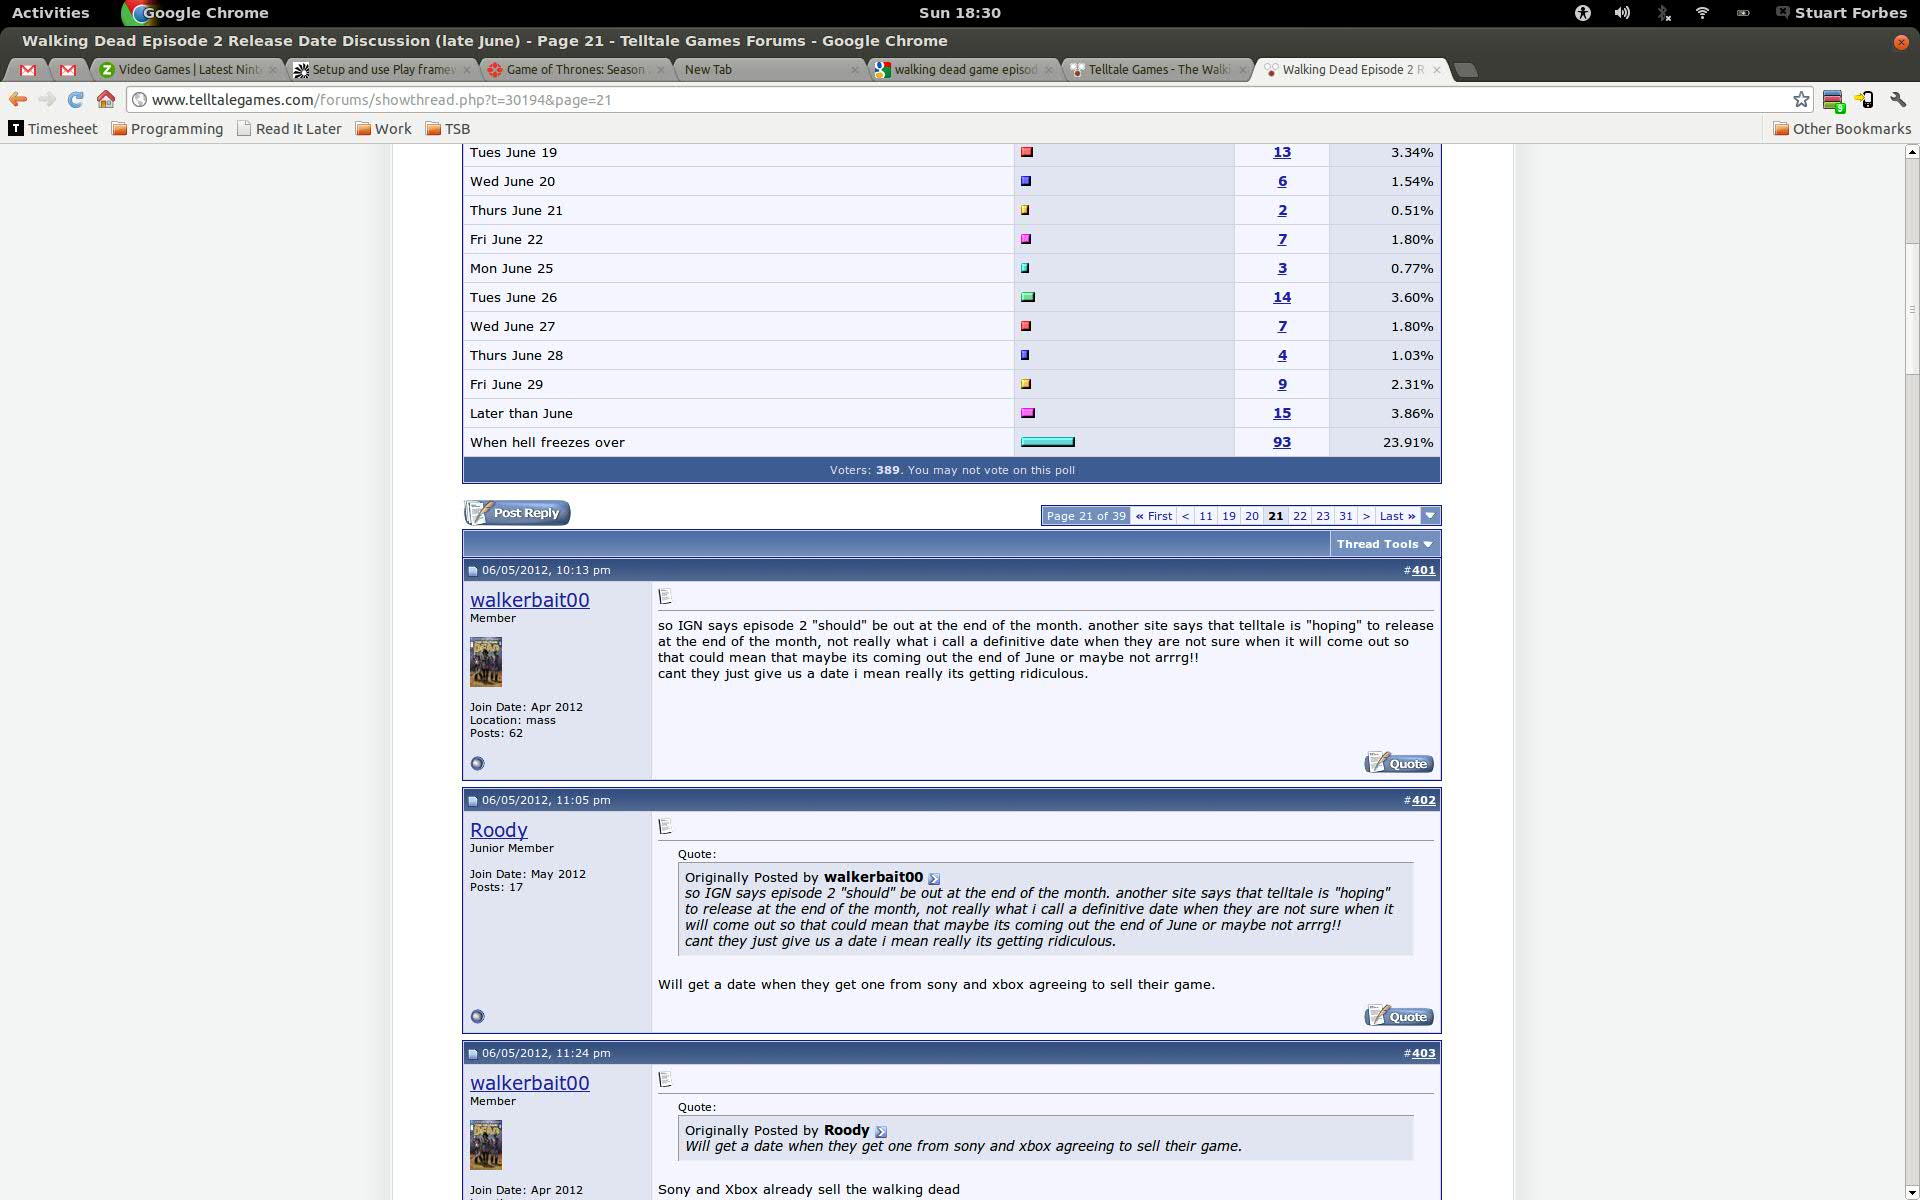 Activities
Google Chrome
Sun 18:30
Stuart Forbes
Walking Dead Episode 2 Release Date Discussion (late June) - Page 21 - Telltale Games Forums - Google Chrome
Video Games | Latest Nint
Setup and use Play framew
Game of Thrones: Season
New Tab
walking dead game episod
Telltale Games - The Walki
Walking Dead Episode 2 R
www.telltalegames.com/forums/showthread.php?t=30194&page=21
T Timesheet
Programming
Read It Later
Work
TSB
Other Bookmarks
Tues June 19 13 3.34%
Wed June 20 6 1.54%
Thurs June 21 2 0.51%
Fri June 22 7 1.80%
Mon June 25 3 0.77%
Tues June 26 14 3.60%
Wed June 27 7 1.80%
Thurs June 28 4 1.03%
Fri June 29 9 2.31%
Later than June 15 3.86%
When hell freezes over 93 23.91%
Voters: 389. You may not vote on this poll
Post Reply
Page 21 of 39 « First < 11 19 20 21 22 23 31 > Last »
Thread Tools
06/05/2012, 10:13 pm #401
walkerbait00
Member
Join Date: Apr 2012
Location: mass
Posts: 62
so IGN says episode 2 "should" be out at the end of the month. another site says that telltale is "hoping" to release
at the end of the month, not really what i call a definitive date when they are not sure when it will come out so
that could mean that maybe its coming out the end of June or maybe not arrrg!!
cant they just give us a date i mean really its getting ridiculous.
Quote
06/05/2012, 11:05 pm #402
Roody
Junior Member
Join Date: May 2012
Posts: 17
Quote:
Originally Posted by walkerbait00
so IGN says episode 2 "should" be out at the end of the month. another site says that telltale is "hoping"
to release at the end of the month, not really what i call a definitive date when they are not sure when it
will come out so that could mean that maybe its coming out the end of June or maybe not arrrg!!
cant they just give us a date i mean really its getting ridiculous.
Will get a date when they get one from sony and xbox agreeing to sell their game.
Quote
06/05/2012, 11:24 pm #403
walkerbait00
Member
Join Date: Apr 2012
Quote:
Originally Posted by Roody
Will get a date when they get one from sony and xbox agreeing to sell their game.
Sony and Xbox already sell the walking dead